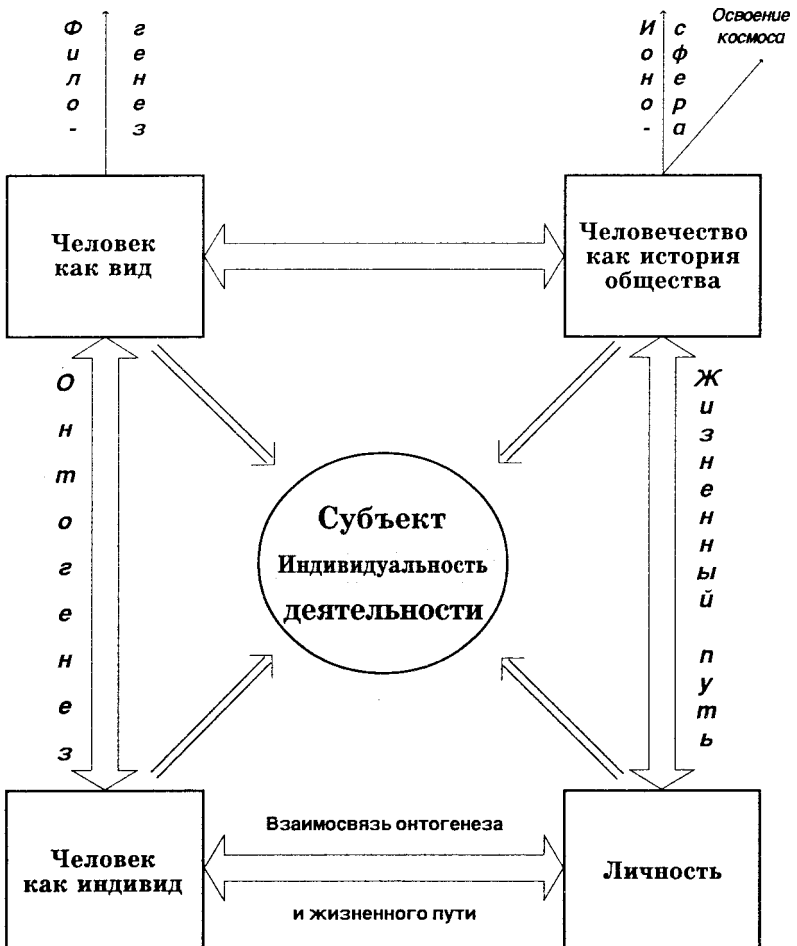 Фило-
генез
Ионо-
сфера
Освоение
космоса
Человек
как вид
Человечество
как история
общества
Онтогенез
Жизненный путь
Субъект
Индивидуальность
деятельности
Взаимосвязь онтогенеза
Человек
как индивид
Личность
и жизненного пути